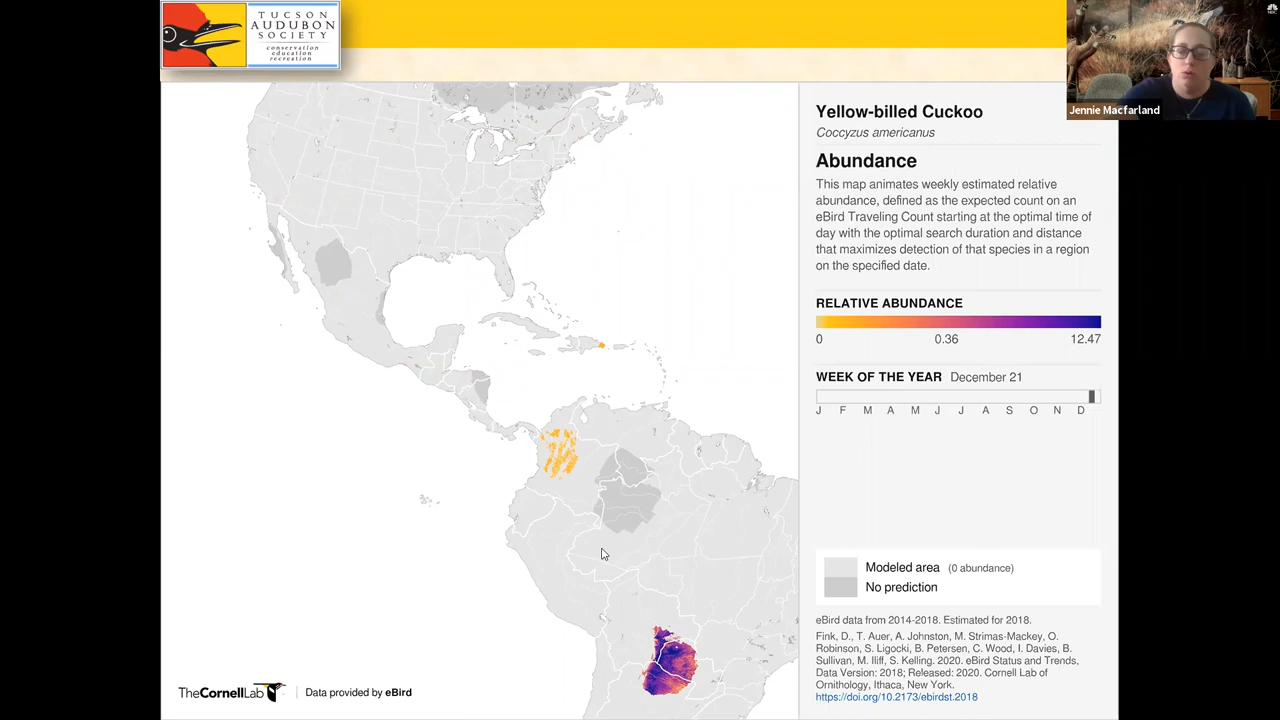 TUCSON
AUDUBON
SOCIETY
conservation
education
recreation
Jennie Macfarland
Yellow-billed Cuckoo
Coccyzus americanus
Abundance
This map animates weekly estimated relative
abundance, defined as the expected count on an
eBird Traveling Count starting at the optimal time of
day with the optimal search duration and distance
that maximizes detection of that species in a region
on the specified date.
RELATIVE ABUNDANCE
0 0.36 12.47
WEEK OF THE YEAR December 21
J F M A M J J A S O N D
Modeled area (0 abundance)
No prediction
eBird data from 2014-2018. Estimated for 2018.
Fink, D., T. Auer, A. Johnston, M. Strimas-Mackey, O.
Robinson, S. Ligocki, B. Petersen, C. Wood, I. Davies, B.
Sullivan, M. Iliff, S. Kelling. 2020. eBird Status and Trends,
Data Version: 2018; Released: 2020. Cornell Lab of
Ornithology, Ithaca, New York.
https://doi.org/10.2173/ebirdst.2018
TheCornellLab Data provided by eBird